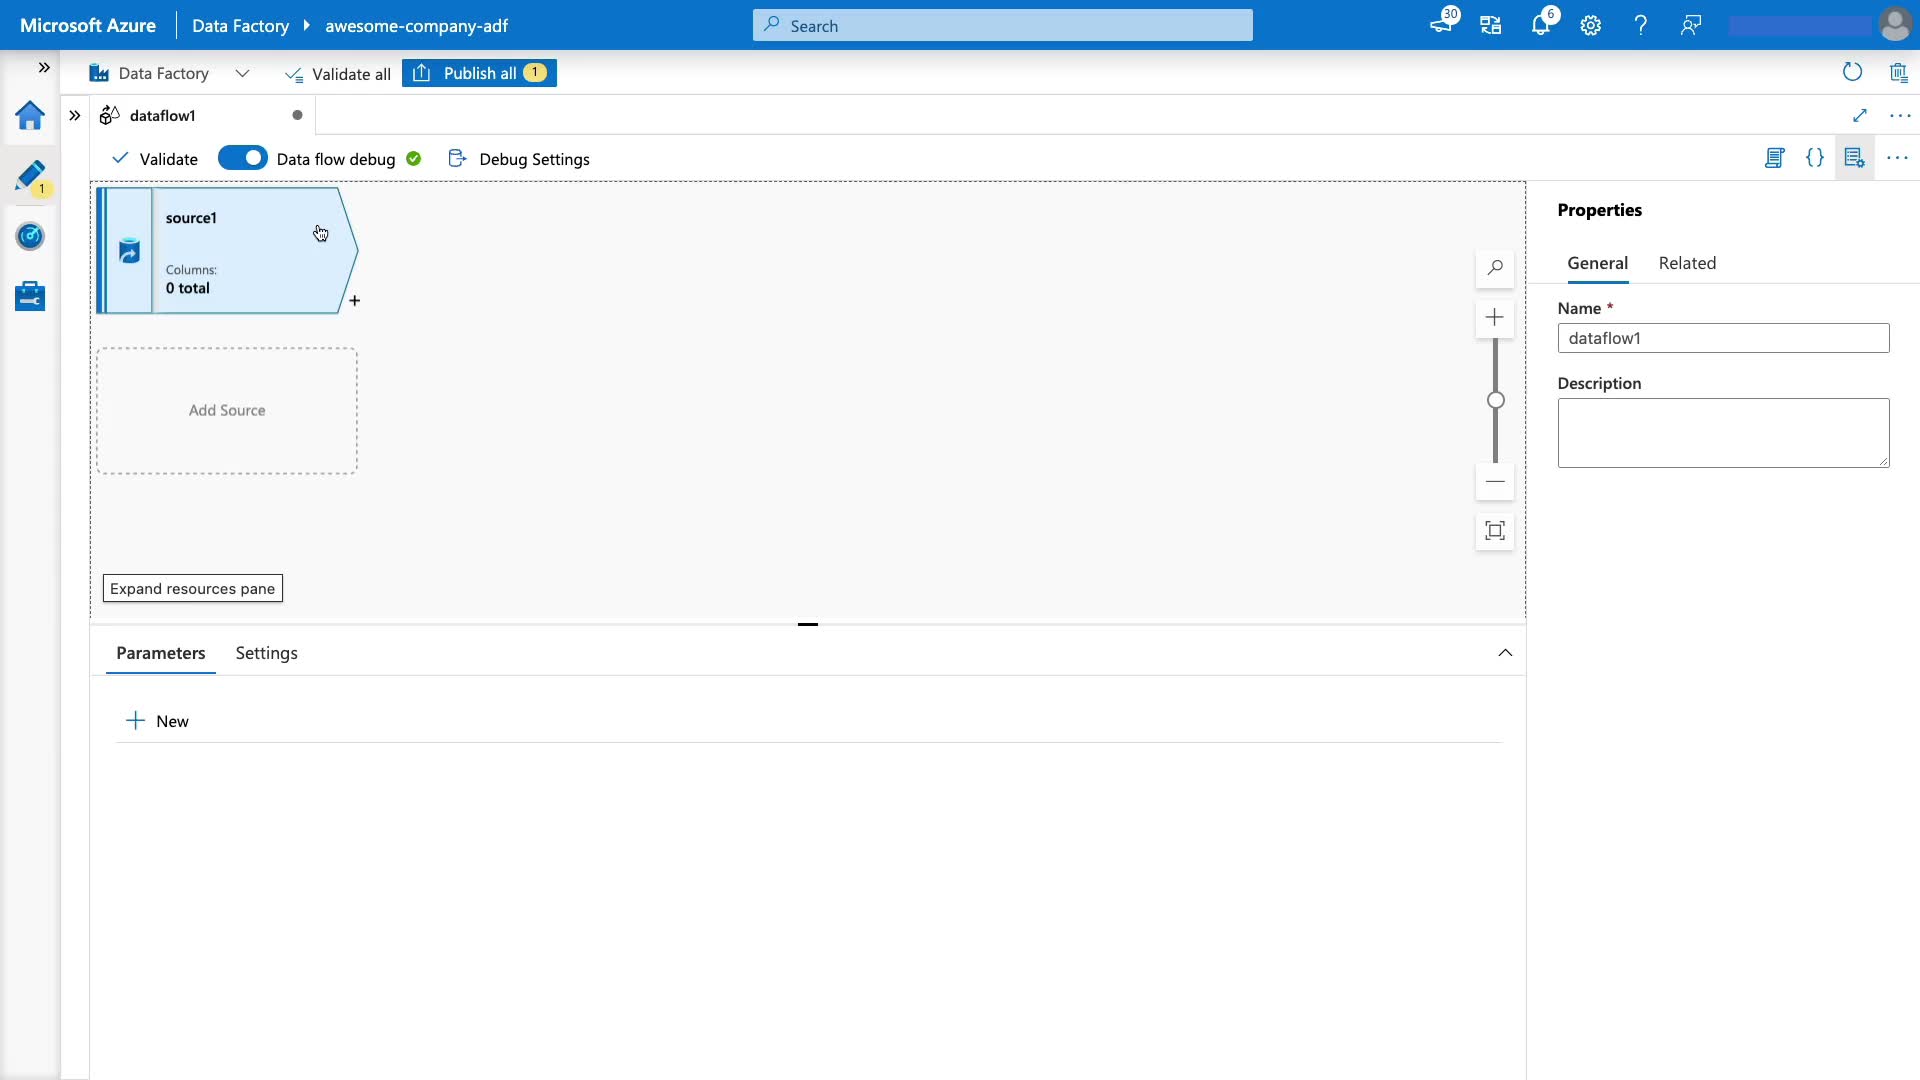 Microsoft Azure
Data Factory
awesome-company-adf
Search
30
6
Data Factory
Validate all
Publish all
1
dataflow1
Validate
Data flow debug
Debug Settings
{}
1
source1
Columns:
0 total
+
Add Source
Expand resources pane
Parameters
Settings
New
Properties
General
Related
Name *
dataflow1
Description